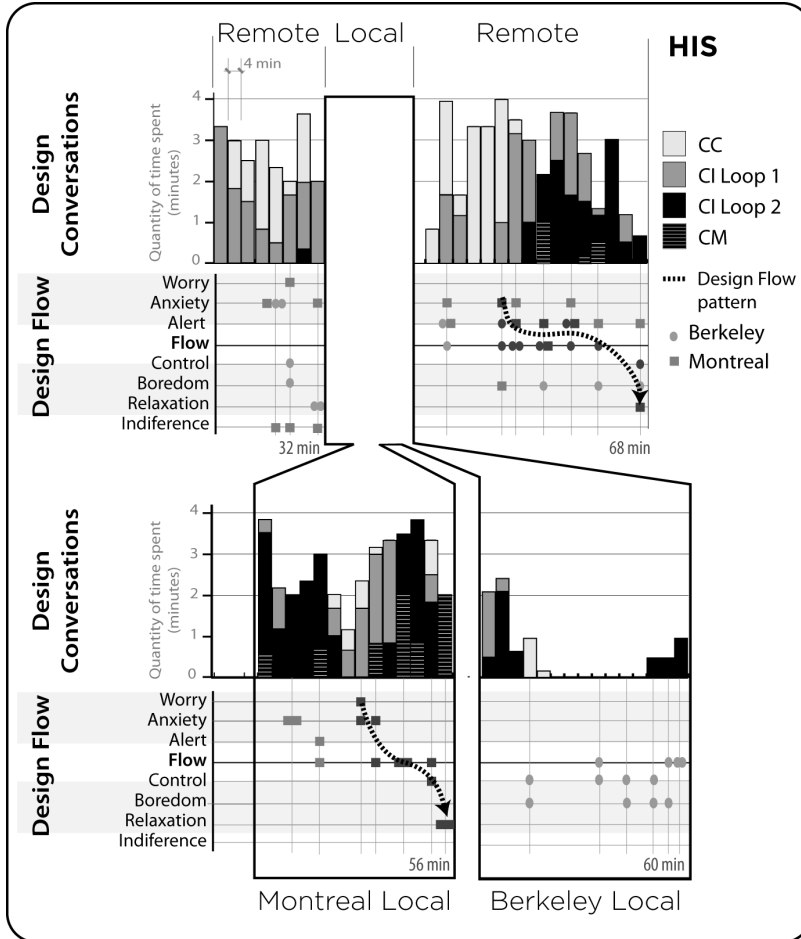 Remote
Local
Remote
HIS
4 min
Design
Conversations
Quantity of time spent
(minutes)
4
3
2
1
0
CC
CI Loop 1
CI Loop 2
CM
Design Flow
pattern
Berkeley
Montreal
Design Flow
Worry
Anxiety
Alert
Flow
Control
Boredom
Relaxation
Indiference
32 min
68 min
Design
Conversations
Quantity of time spent
(minutes)
4
3
2
1
0
Design Flow
Worry
Anxiety
Alert
Flow
Control
Boredom
Relaxation
Indiference
56 min
60 min
Montreal Local
Berkeley Local